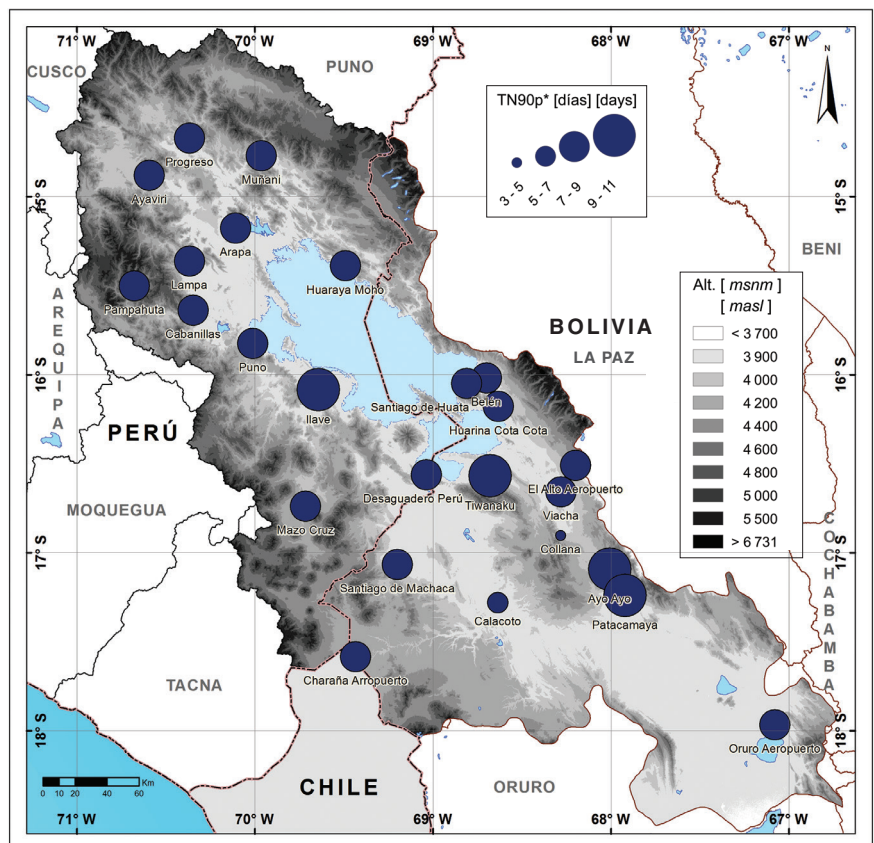 71° W
70° W
69° W
68° W
67° W
CUSCO
PUNO
N
TN90p* [días] [days]
3 - 5
5 - 7
7 - 9
9 - 11
Progreso
Muñani
Ayaviri
15° S
15° S
Arapa
BENI
Lampa
Huaraya Moho
Pampahuta
Cabanillas
AREQUIPA
Alt. [ msnm ]
[ masl ]
< 3 700
3 900
4 000
4 200
4 400
4 600
4 800
5 000
5 500
> 6 731
BOLIVIA
LA PAZ
Puno
16° S
16° S
Santiago de Huata
Belén
Ilave
Huarina Cota Cota
PERÚ
El Alto Aeropuerto
Desaguadero Perú
Tiwanaku
MOQUEGUA
Viacha
Mazo Cruz
Collana
17° S
17° S
COCHABAMBA
Santiago de Machaca
Ayo Ayo
Calacoto
Patacamaya
Charaña Arropuerto
TACNA
18° S
18° S
Oruro Aeropuerto
Km
0 10 20 40 60
CHILE
ORURO
71° W
70° W
69° W
68° W
67° W